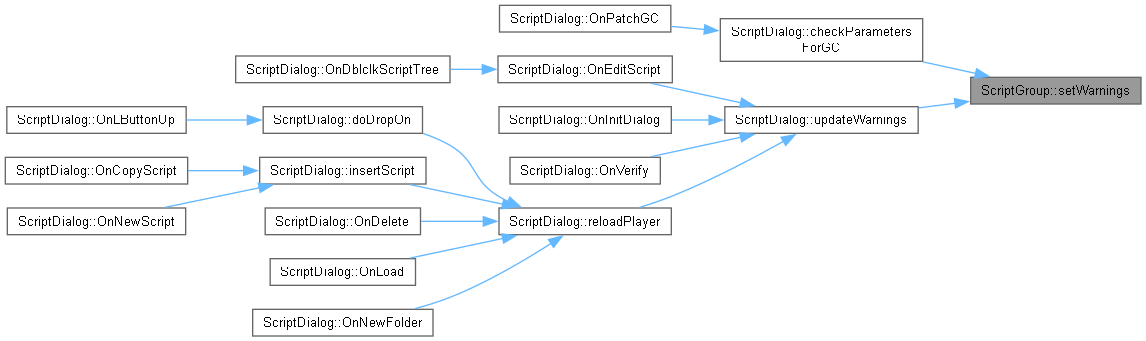 ScriptDialog::OnPatchGC
ScriptDialog::checkParameters
ForGC
ScriptDialog::OnDblclkScriptTree
ScriptDialog::OnEditScript
ScriptGroup::setWarnings
ScriptDialog::OnLButtonUp
ScriptDialog::doDropOn
ScriptDialog::OnInitDialog
ScriptDialog::updateWarnings
ScriptDialog::OnCopyScript
ScriptDialog::insertScript
ScriptDialog::OnVerify
ScriptDialog::OnNewScript
ScriptDialog::OnDelete
ScriptDialog::reloadPlayer
ScriptDialog::OnLoad
ScriptDialog::OnNewFolder